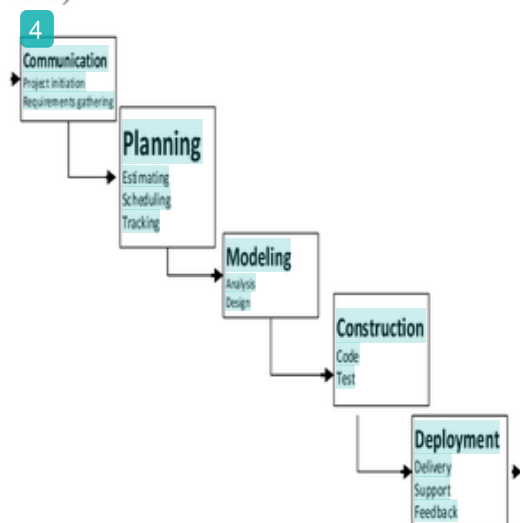 4
Communication
Project initiation
Requirements gathering
Planning
Estimating
Scheduling
Tracking
Modeling
Analysis
Design
Construction
Code
Test
Deployment
Delivery
Support
Feedback